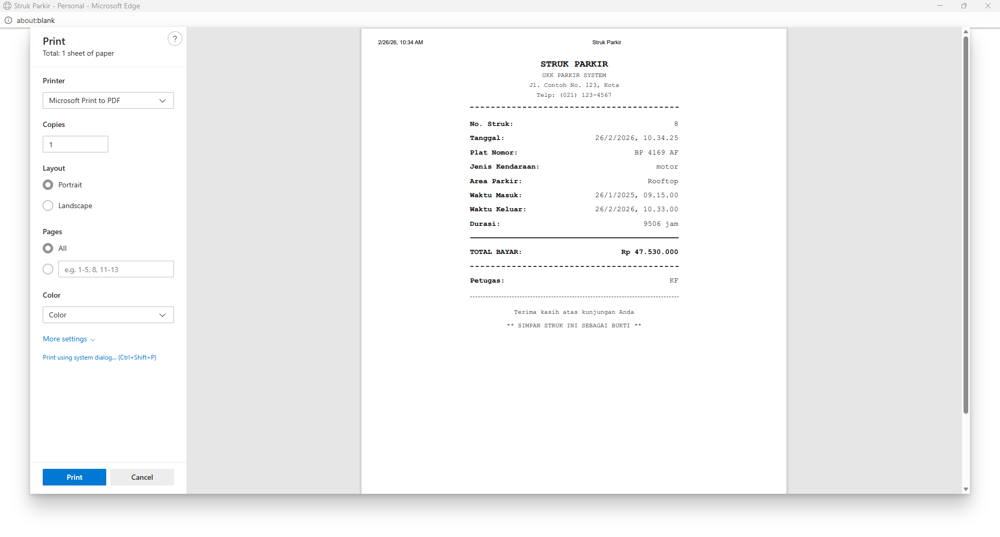 Struk Parkir - Personal - Microsoft Edge
about:blank
Print
?
Total: 1 sheet of paper
Printer
Microsoft Print to PDF
Copies
1
Layout
Portrait
Landscape
Pages
All
e.g. 1-5, 8, 11-13
Color
Color
More settings
Print using system dialog... (Ctrl+Shift+P)
Print
Cancel
2/26/26, 10:34 AM
Struk Parkir
STRUK PARKIR
UKK PARKIR SYSTEM
Jl. Contoh No. 123, Kota
Telp: (021) 123-4567
No. Struk: 8
Tanggal: 26/2/2026, 10.34.25
Plat Nomor: BP 4169 AF
Jenis Kendaraan: motor
Area Parkir: Rooftop
Waktu Masuk: 26/1/2025, 09.15.00
Waktu Keluar: 26/2/2026, 10.33.00
Durasi: 9506 jam
TOTAL BAYAR: Rp 47.530.000
Petugas: KF
Terima kasih atas kunjungan Anda
** SIMPAN STRUK INI SEBAGAI BUKTI **